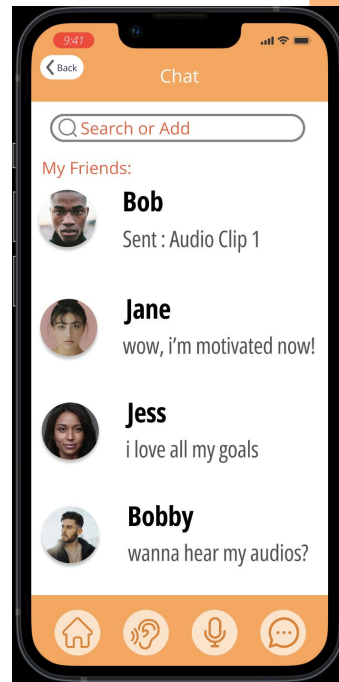 9:41
Back
Chat
Search or Add
My Friends:
Bob
Sent : Audio Clip 1
Jane
wow, i'm motivated now!
Jess
i love all my goals
Bobby
wanna hear my audios?